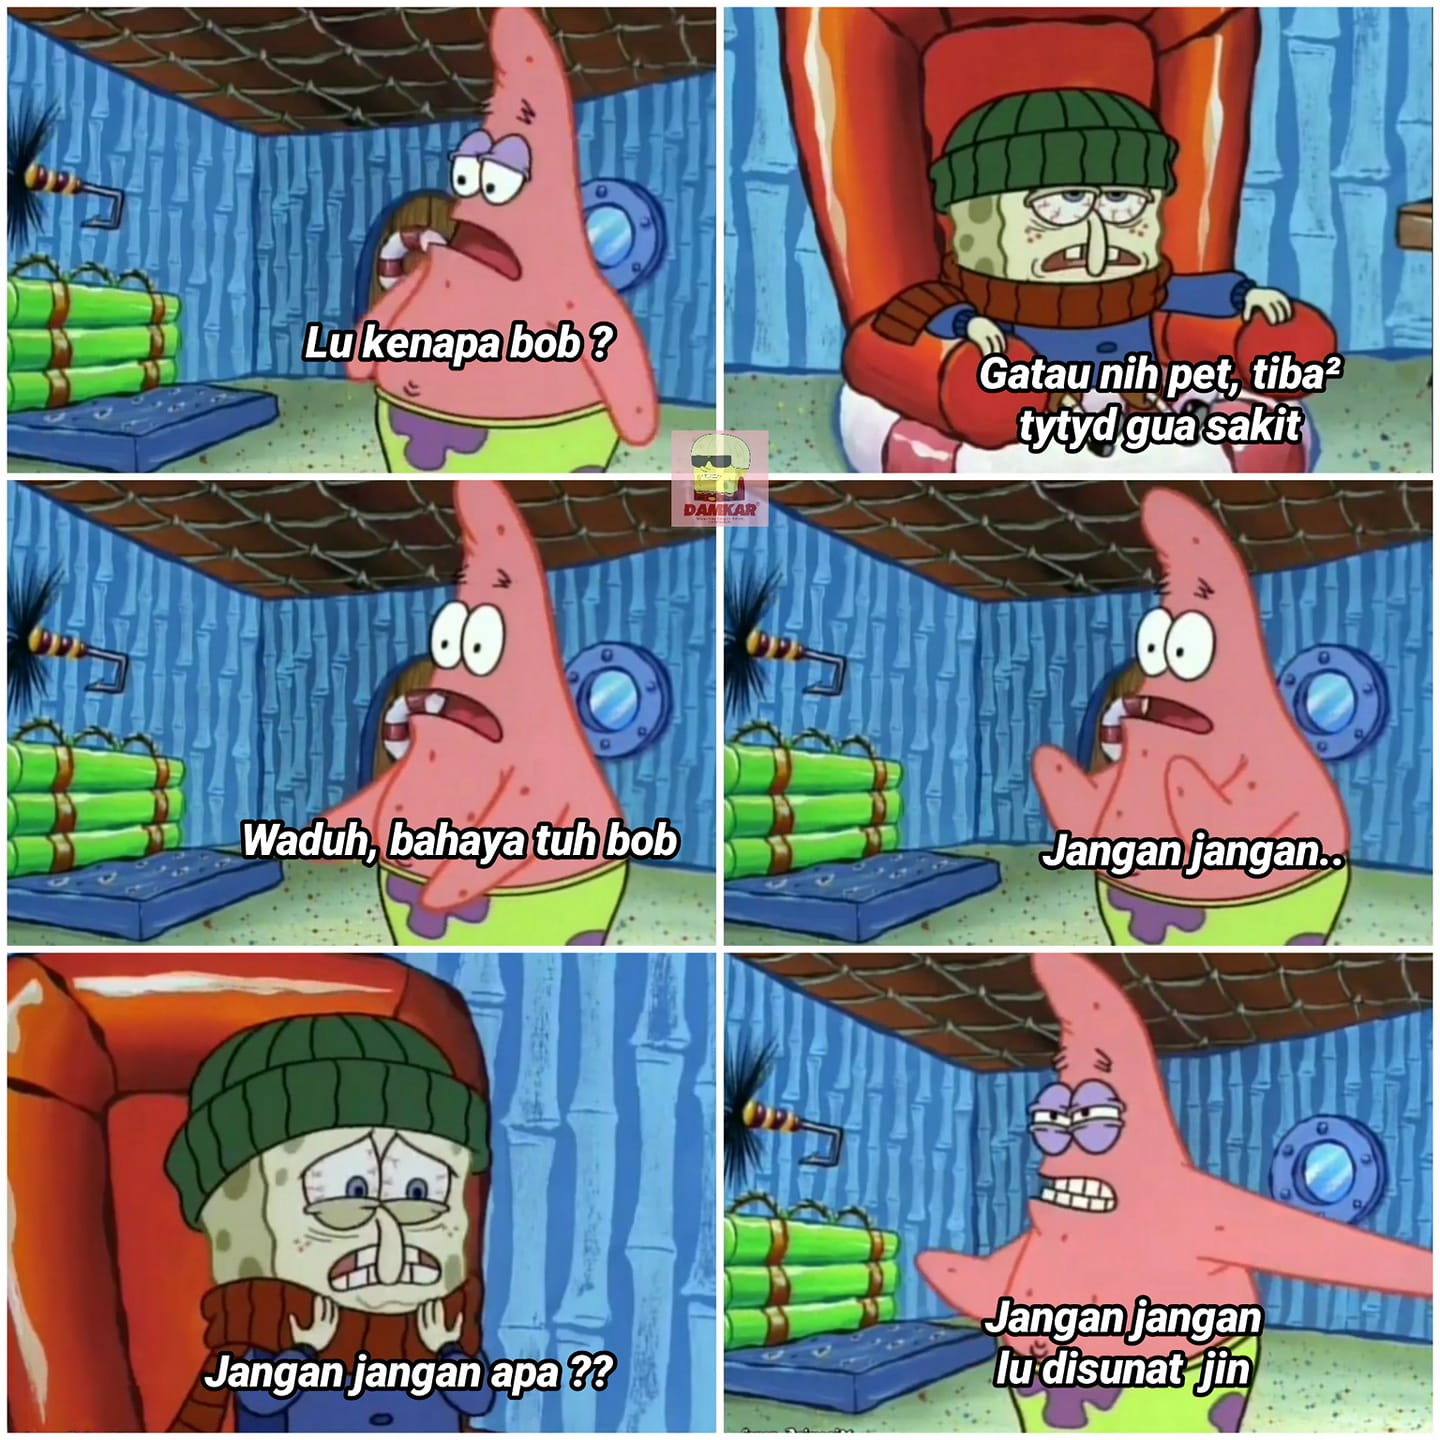 Lu kenapa bob ?
Gatau nih pet, tiba²
tytyd gua sakit
DAMKAR
Waduh, bahaya tuh bob
Jangan jangan..
Jangan jangan apa ??
Jangan jangan
lu disunat jin